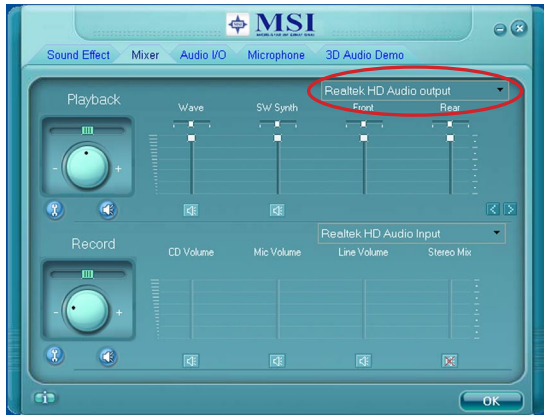 MSI
Sound Effect Mixer Audio I/O Microphone 3D Audio Demo
Realtek HD Audio output
Playback
Wave SW Synth Front Rear
- +
Realtek HD Audio Input
Record
CD Volume Mic Volume Line Volume Stereo Mix
- +
OK